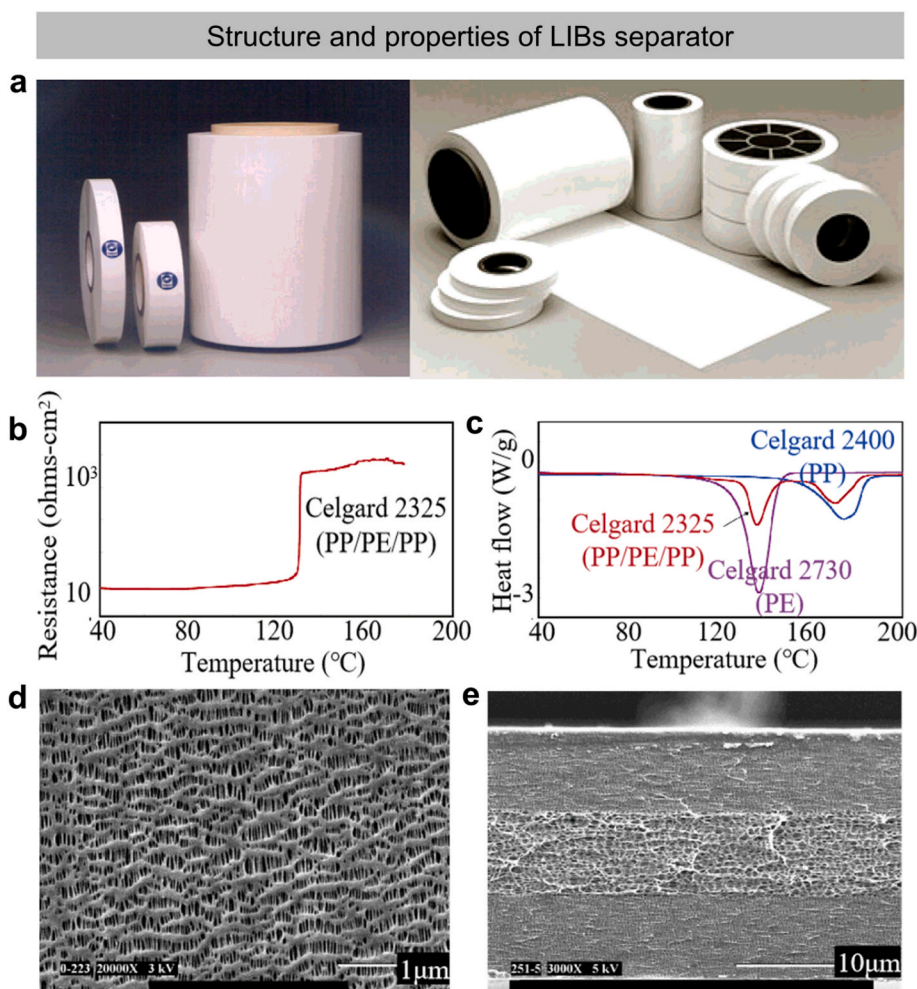 Structure and properties of LIBs separator
a
b
Resistance (ohms-cm²)
10³
10
Celgard 2325
(PP/PE/PP)
40
80
120
160
200
Temperature (℃)
c
Heat flow (W/g)
0
-3
Celgard 2400
(PP)
Celgard 2325
(PP/PE/PP)
Celgard 2730
(PE)
40
120
160
200
Temperature (℃)
d
0-223 20000X 3 kV
1μm
e
251-5 3000X 5 kV
10μm